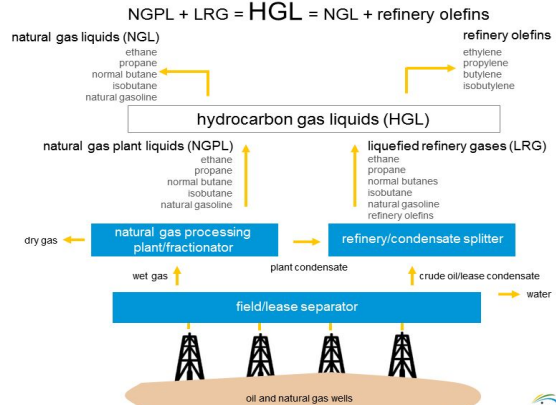 NGPL + LRG = HGL = NGL + refinery olefins
natural gas liquids (NGL)
ethane
propane
normal butane
isobutane
natural gasoline
refinery olefins
ethylene
propylene
butylene
isobutylene
hydrocarbon gas liquids (HGL)
natural gas plant liquids (NGPL)
ethane
propane
normal butane
isobutane
natural gasoline
liquefied refinery gases (LRG)
ethane
propane
normal butanes
isobutane
natural gasoline
refinery olefins
dry gas
natural gas processing
plant/fractionator
refinery/condensate splitter
plant condensate
wet gas
crude oil/lease condensate
field/lease separator
water
oil and natural gas wells